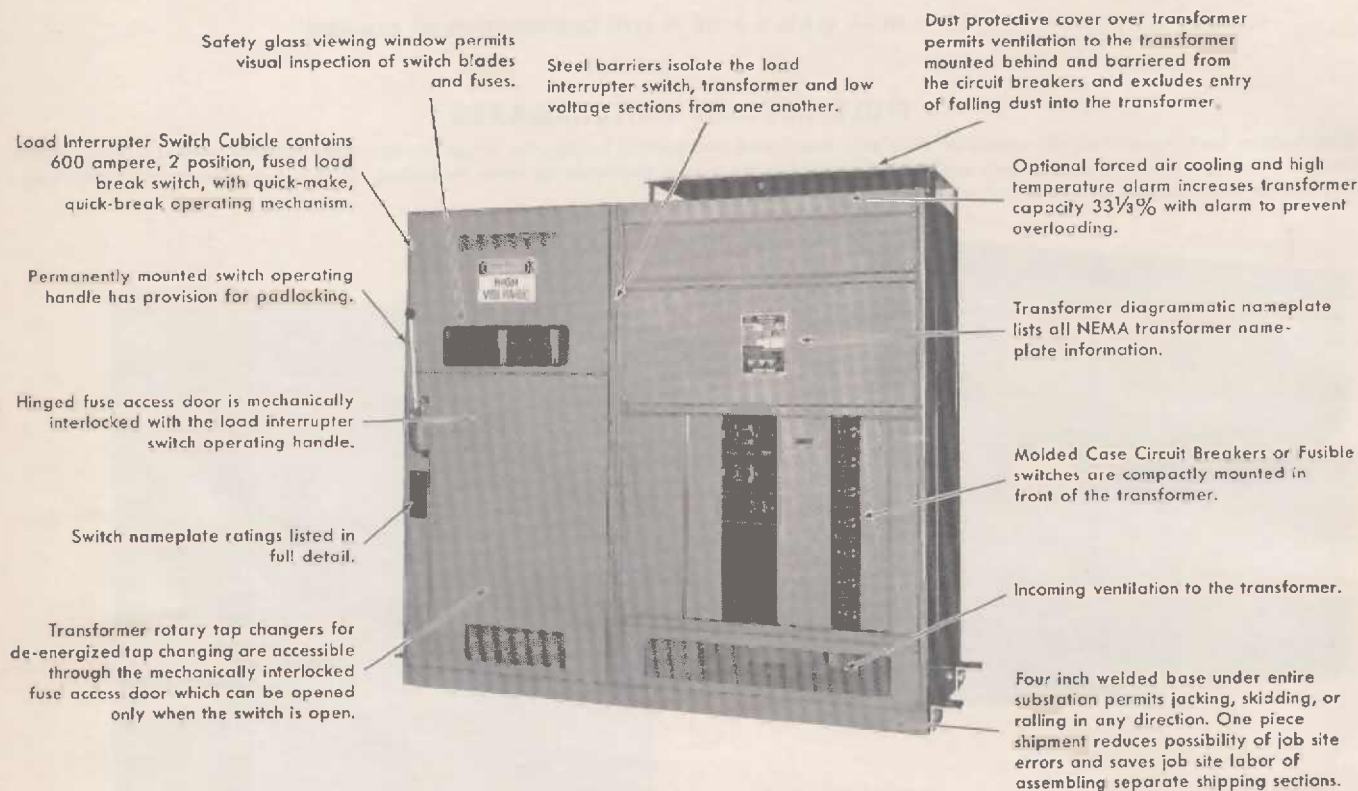 Safety glass viewing window permits
visual inspection of switch blades
and fuses.
Steel barriers isolate the load
interrupter switch, transformer and low
voltage sections from one another.
Dust protective cover over transformer
permits ventilation to the transformer
mounted behind and barriered from
the circuit breakers and excludes entry
of falling dust into the transformer.
Load Interrupter Switch Cubicle contains
600 ampere, 2 position, fused load
break switch, with quick-make,
quick-break operating mechanism.
Optional forced air cooling and high
temperature alarm increases transformer
capacity 33⅓% with alarm to prevent
overloading.
Permanently mounted switch operating
handle has provision for padlocking.
HIGH
VOLTAGE
Transformer diagrammatic nameplate
lists all NEMA transformer name-
plate information.
Hinged fuse access door is mechanically
interlocked with the load interrupter
switch operating handle.
Molded Case Circuit Breakers or Fusible
switches are compactly mounted in
front of the transformer.
Switch nameplate ratings listed in
full detail.
Incoming ventilation to the transformer.
Transformer rotary tap changers for
de-energized tap changing are accessible
through the mechanically interlocked
fuse access door which can be opened
only when the switch is open.
Four inch welded base under entire
substation permits jacking, skidding, or
rolling in any direction. One piece
shipment reduces possibility of job site
errors and saves job site labor of
assembling separate shipping sections.